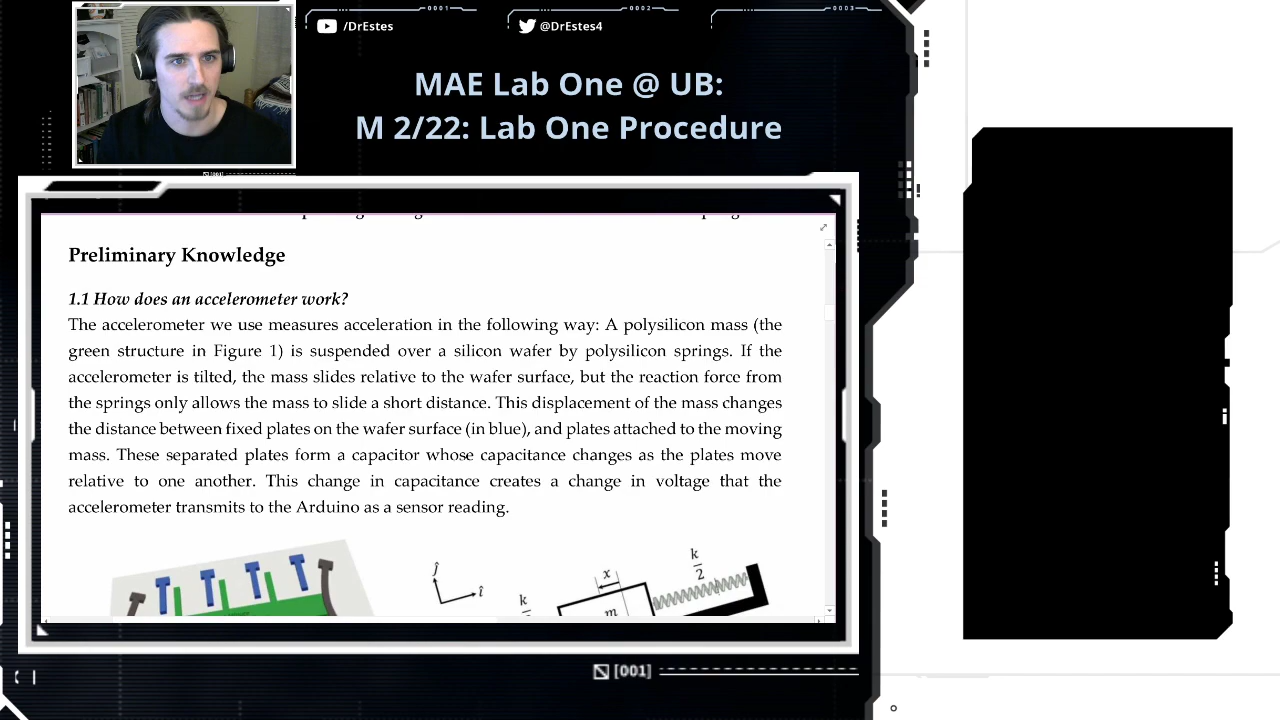 0001
0002
0003
/DrEstes
@DrEstes4
MAE Lab One @ UB:
M 2/22: Lab One Procedure
[001]
Preliminary Knowledge
1.1 How does an accelerometer work?
The accelerometer we use measures acceleration in the following way: A polysilicon mass (the
green structure in Figure 1) is suspended over a silicon wafer by polysilicon springs. If the
accelerometer is tilted, the mass slides relative to the wafer surface, but the reaction force from
the springs only allows the mass to slide a short distance. This displacement of the mass changes
the distance between fixed plates on the wafer surface (in blue), and plates attached to the moving
mass. These separated plates form a capacitor whose capacitance changes as the plates move
relative to one another. This change in capacitance creates a change in voltage that the
accelerometer transmits to the Arduino as a sensor reading.
ĵ
î
k
x
m
k
2
[001]